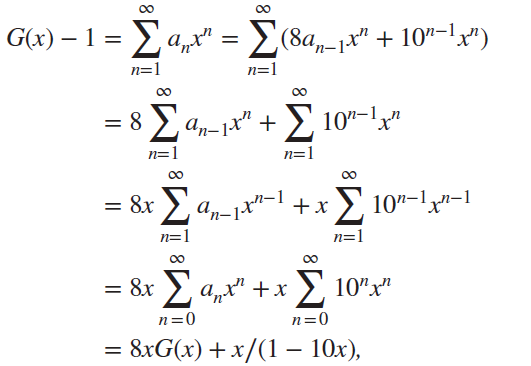 G(x) − 1 = ∑_{n=1}^{∞} a_n x^n = ∑_{n=1}^{∞} (8a_{n−1}x^n + 10^{n−1}x^n)
= 8 ∑_{n=1}^{∞} a_{n−1}x^n + ∑_{n=1}^{∞} 10^{n−1}x^n
= 8x ∑_{n=1}^{∞} a_{n−1}x^{n−1} + x ∑_{n=1}^{∞} 10^{n−1}x^{n−1}
= 8x ∑_{n=0}^{∞} a_n x^n + x ∑_{n=0}^{∞} 10^n x^n
= 8xG(x) + x/(1 − 10x),